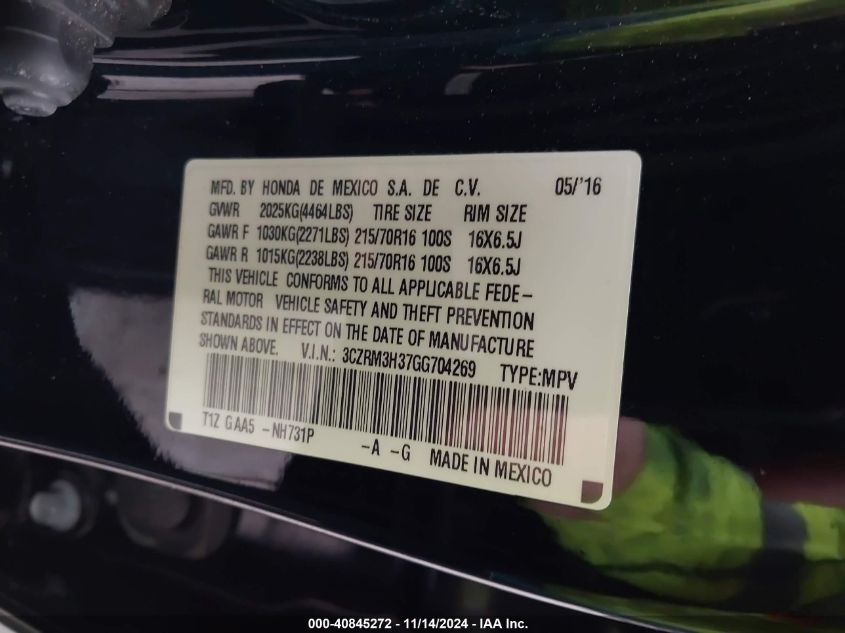 MFD. BY HONDA DE MEXICO S.A. DE C.V. 05/'16
GVWR 2025KG(4464LBS) TIRE SIZE RIM SIZE
GAWR F 1030KG(2271LBS) 215/70R16 100S 16X6.5J
GAWR R 1015KG(2238LBS) 215/70R16 100S 16X6.5J
THIS VEHICLE CONFORMS TO ALL APPLICABLE FEDE-
RAL MOTOR VEHICLE SAFETY AND THEFT PREVENTION
STANDARDS IN EFFECT ON THE DATE OF MANUFACTURE
SHOWN ABOVE. V.I.N.: 3CZRM3H37GG704269 TYPE:MPV
T1Z GAA5 -NH731P -A -G MADE IN MEXICO
000-40845272 - 11/14/2024 - IAA Inc.